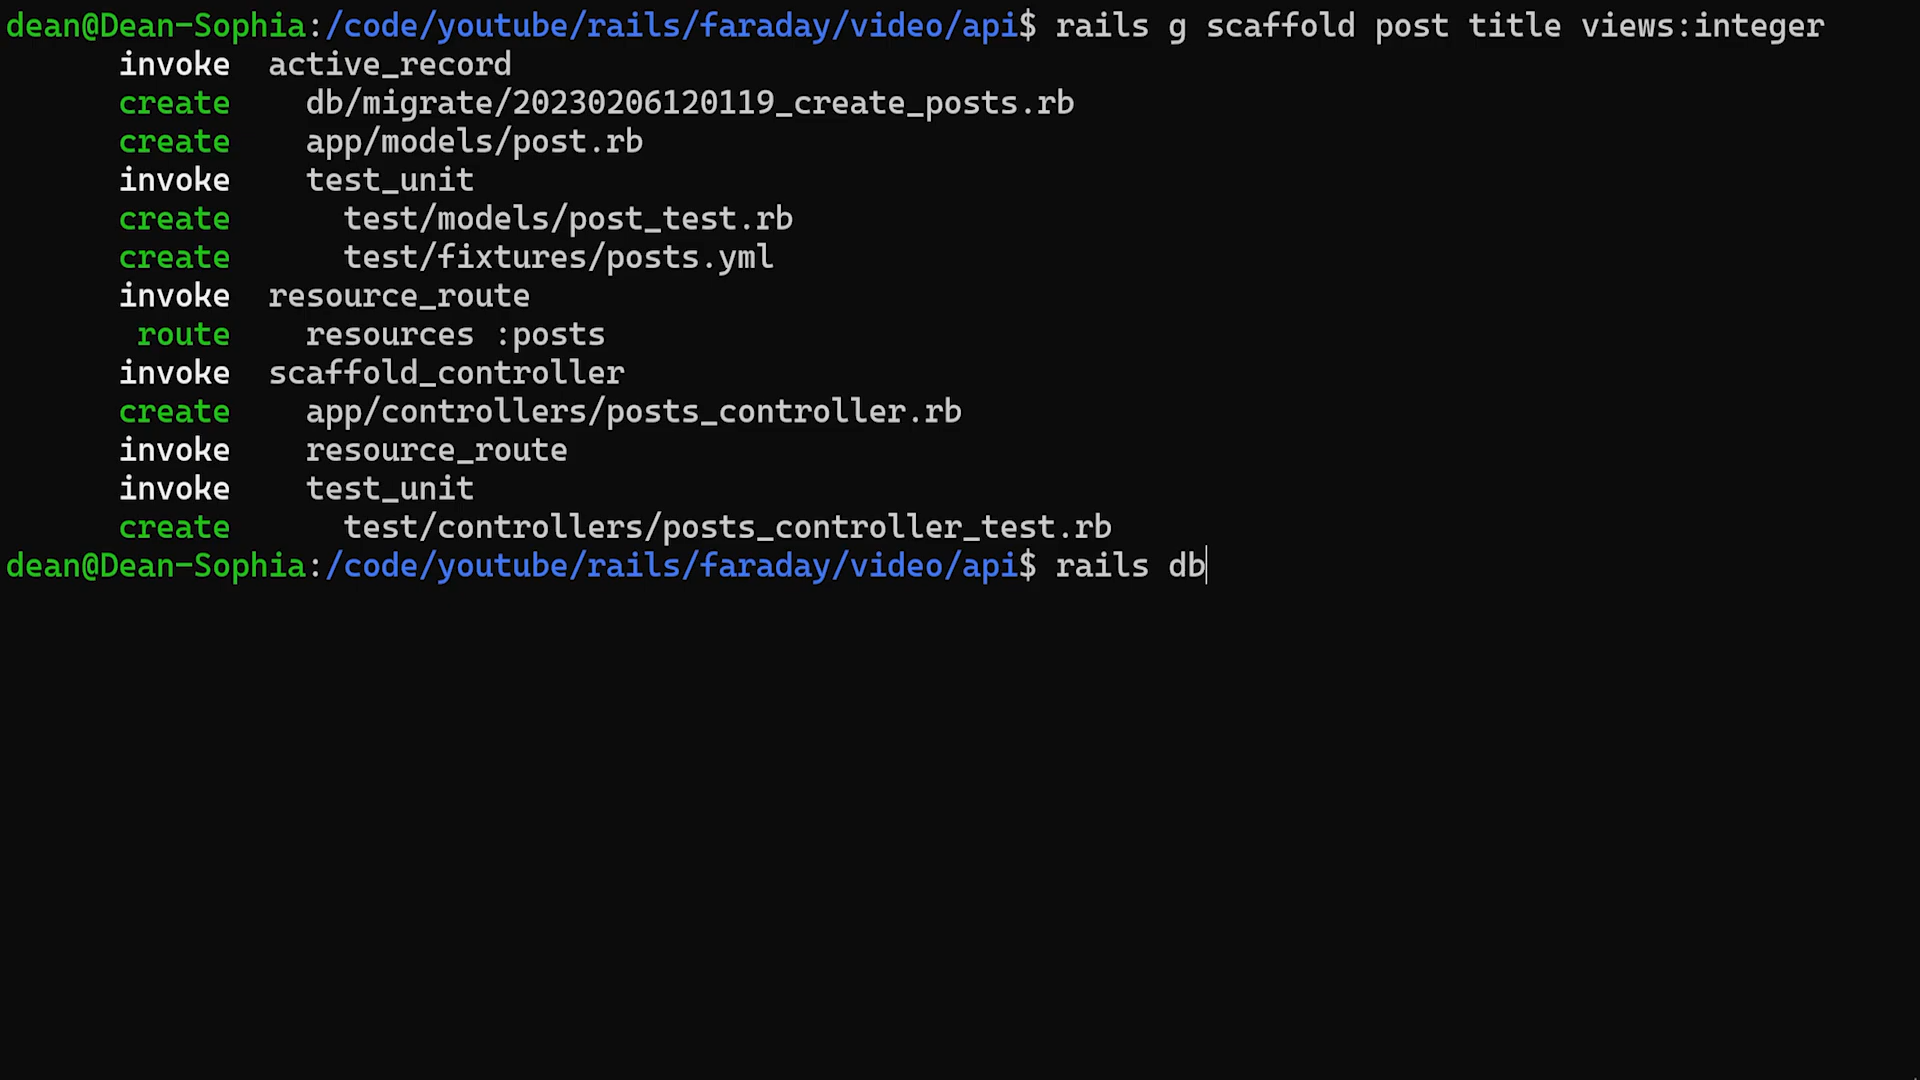 dean@Dean-Sophia:/code/youtube/rails/faraday/video/api$ rails g scaffold post title views:integer
      invoke  active_record
      create    db/migrate/20230206120119_create_posts.rb
      create    app/models/post.rb
      invoke    test_unit
      create      test/models/post_test.rb
      create      test/fixtures/posts.yml
      invoke  resource_route
       route    resources :posts
      invoke  scaffold_controller
      create    app/controllers/posts_controller.rb
      invoke    resource_route
      invoke    test_unit
      create      test/controllers/posts_controller_test.rb
dean@Dean-Sophia:/code/youtube/rails/faraday/video/api$ rails db